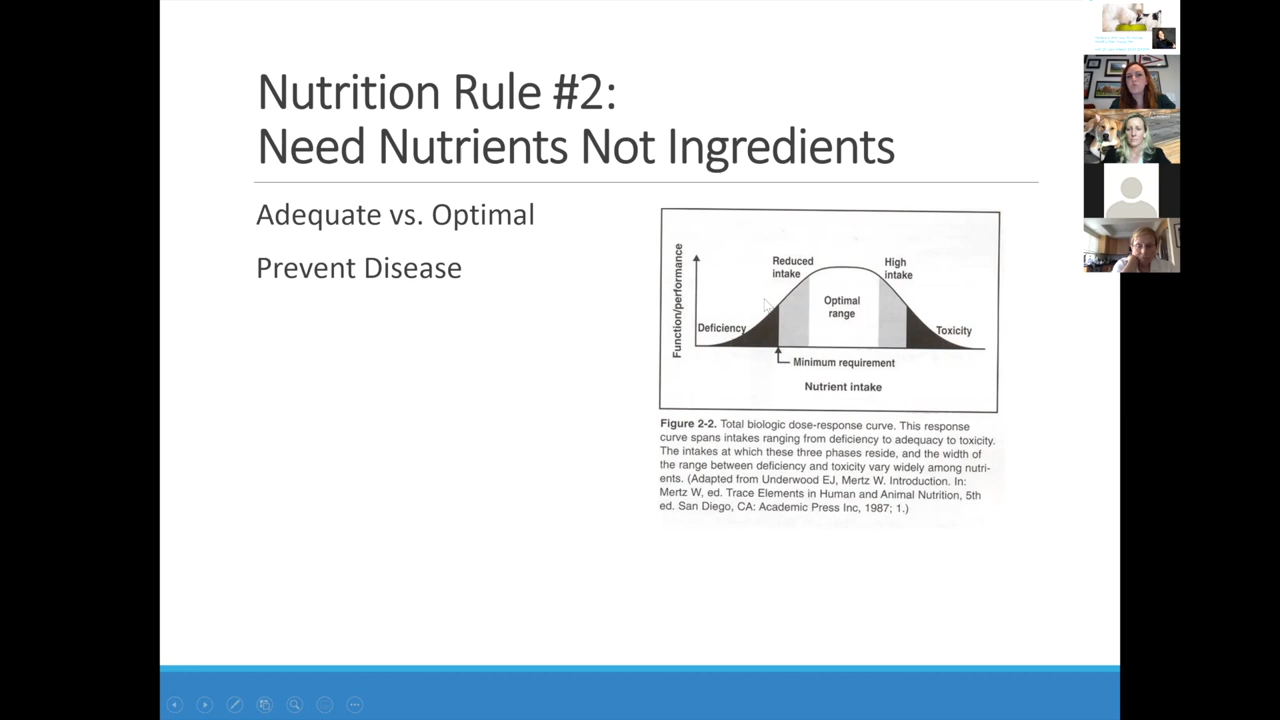 Nutrition Rule #2:
Need Nutrients Not Ingredients
Adequate vs. Optimal
Prevent Disease
Function/performance
Reduced
intake
High
intake
Optimal
range
Deficiency
Toxicity
Minimum requirement
Nutrient intake
Figure 2-2. Total biologic dose-response curve. This response
curve spans intakes ranging from deficiency to adequacy to toxicity.
The intakes at which these three phases reside, and the width of
the range between deficiency and toxicity vary widely among nutri-
ents. (Adapted from Underwood EJ, Mertz W. Introduction. In:
Mertz W, ed. Trace Elements in Human and Animal Nutrition, 5th
ed. San Diego, CA: Academic Press Inc, 1987; 1.)